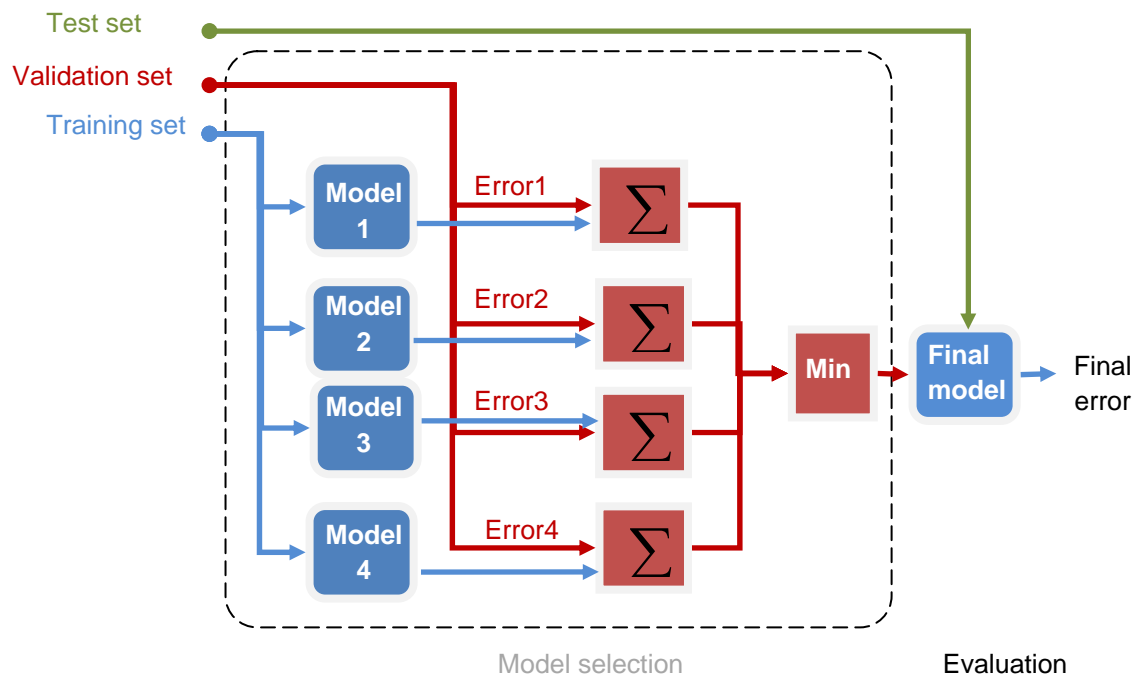 Test set
Validation set
Training set
Model
1
Error1
∑
Model
2
Error2
∑
Model
3
Error3
∑
Model
4
Error4
∑
Min
Final
model
Final
error
Model selection
Evaluation